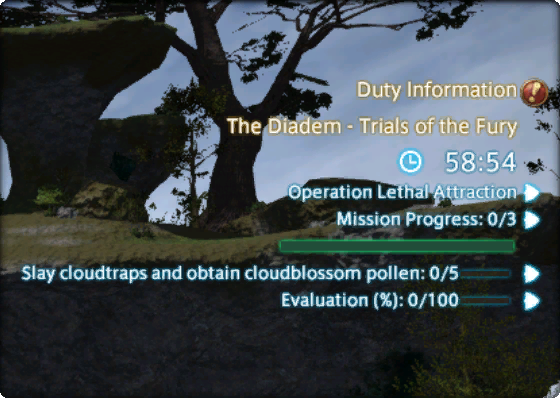 Duty Information
The Diadem - Trials of the Fury
58:54
Operation Lethal Attraction
Mission Progress: 0/3
Slay cloudtraps and obtain cloudblossom pollen: 0/5
Evaluation (%): 0/100